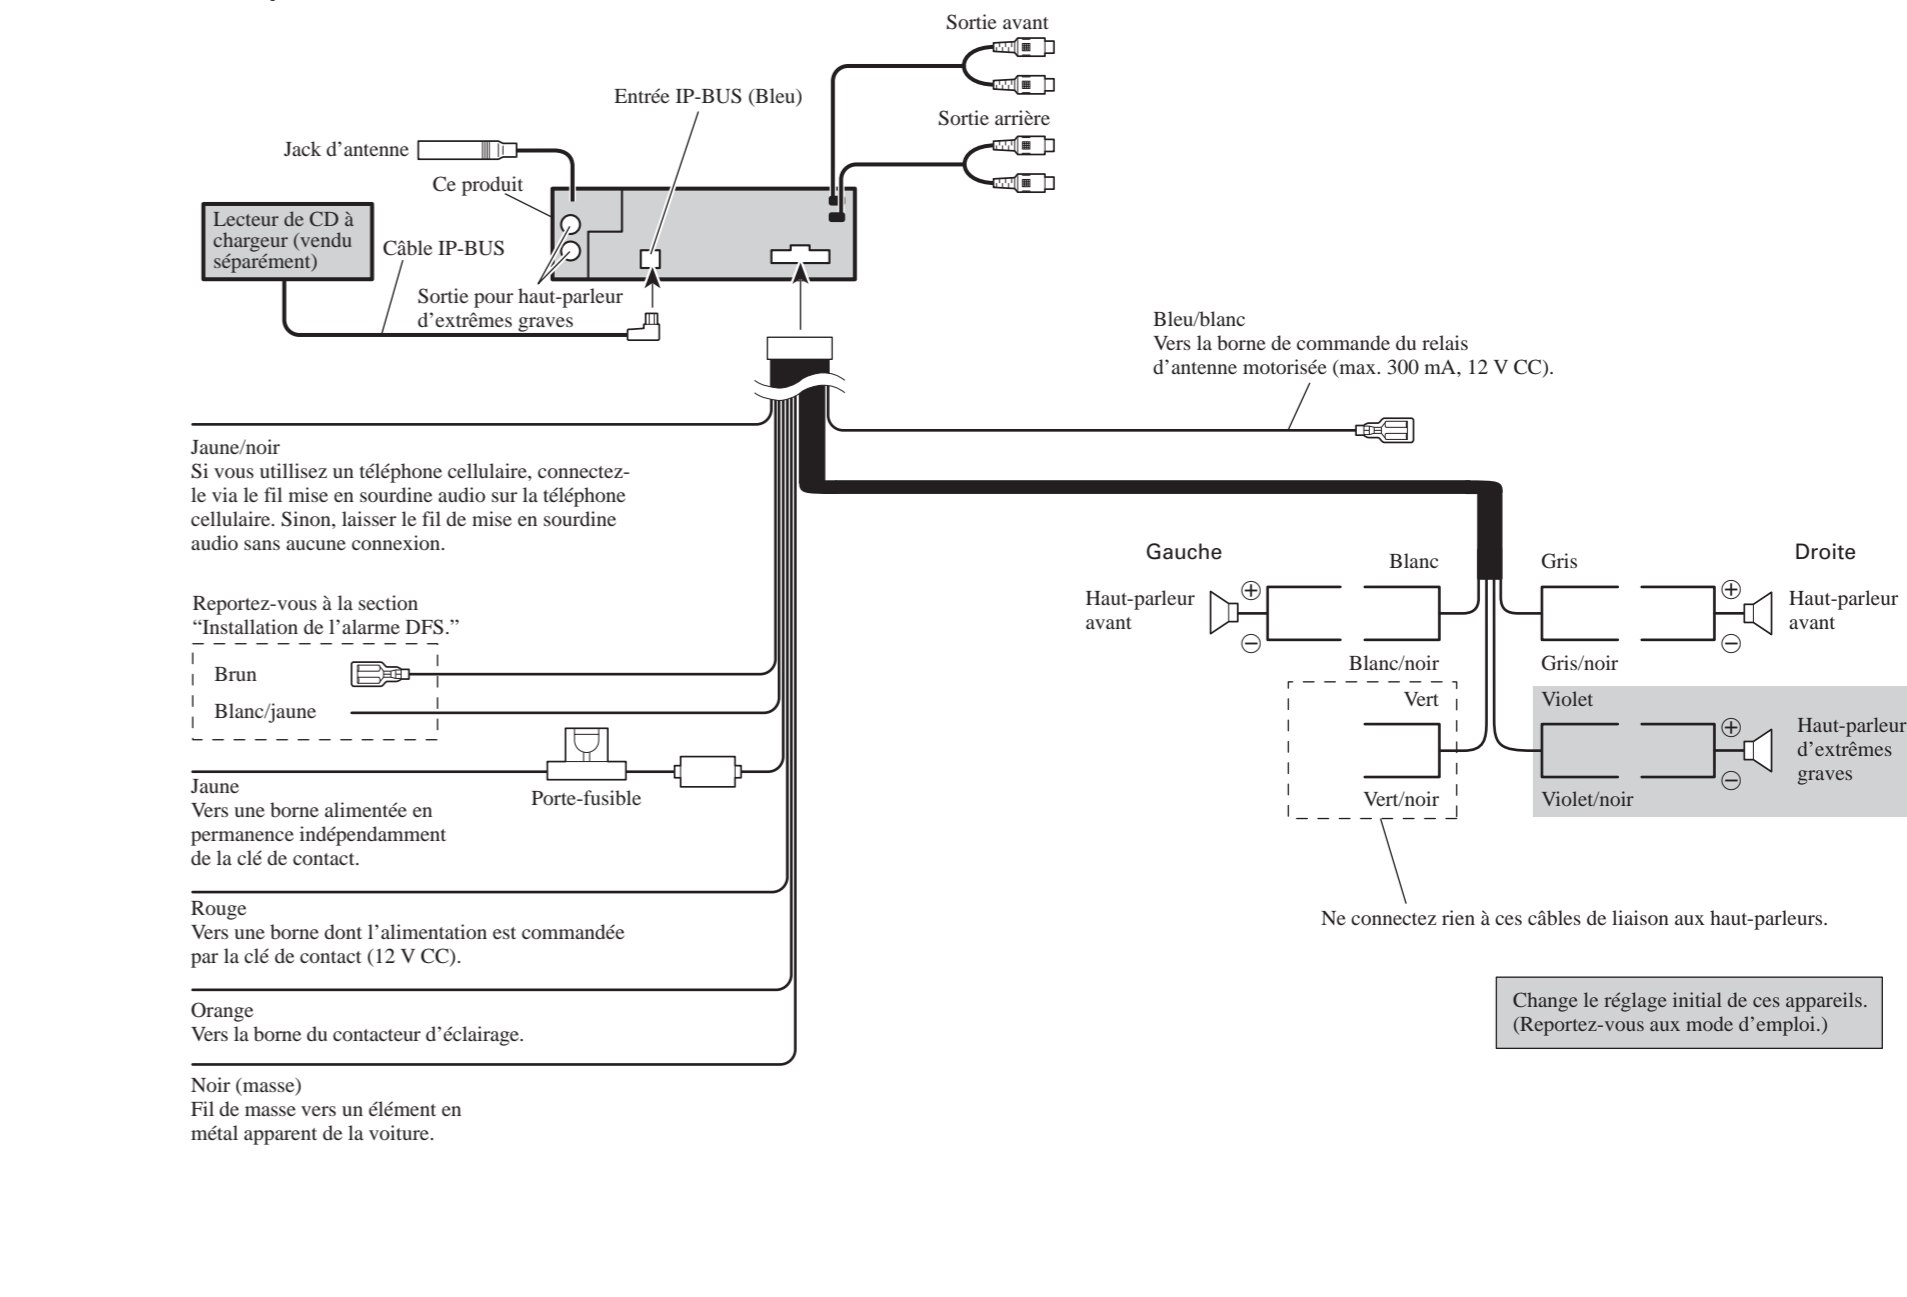 Sortie avant
Entrée IP-BUS (Bleu)
Sortie arrière
Jack d’antenne
Ce produit
Lecteur de CD à
chargeur (vendu
séparément)
Câble IP-BUS
Sortie pour haut-parleur
d’extrêmes graves
Bleu/blanc
Vers la borne de commande du relais
d’antenne motorisée (max. 300 mA, 12 V CC).
Jaune/noir
Si vous utilisez un téléphone cellulaire, connectez-
le via le fil mise en sourdine audio sur la téléphone
cellulaire. Sinon, laisser le fil de mise en sourdine
audio sans aucune connexion.
Reportez-vous à la section
“Installation de l’alarme DFS.”
Brun
Blanc/jaune
Jaune
Vers une borne alimentée en
permanence indépendamment
de la clé de contact.
Porte-fusible
Rouge
Vers une borne dont l’alimentation est commandée
par la clé de contact (12 V CC).
Orange
Vers la borne du contacteur d’éclairage.
Noir (masse)
Fil de masse vers un élément en
métal apparent de la voiture.
Gauche
Droite
Blanc
Gris
Haut-parleur
avant
+
−
+
−
Haut-parleur
avant
Blanc/noir
Gris/noir
Vert
Violet
+
−
Haut-parleur
d’extrêmes
graves
Vert/noir
Violet/noir
Ne connectez rien à ces câbles de liaison aux haut-parleurs.
Change le réglage initial de ces appareils.
(Reportez-vous aux mode d’emploi.)